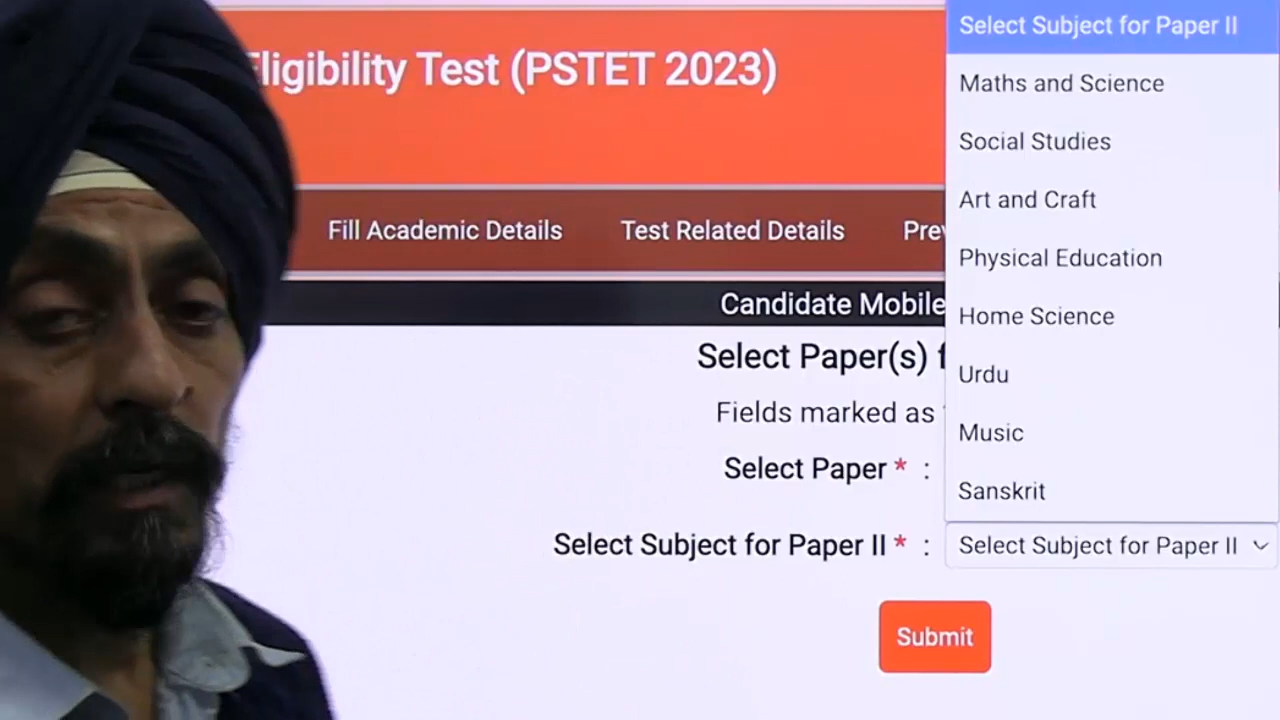 Eligibility Test (PSTET 2023)
Fill Academic Details
Test Related Details
Candidate Mobile
Select Paper(s)
Fields marked as
Select Paper * :
Select Subject for Paper II * :
Select Subject for Paper II
Maths and Science
Social Studies
Art and Craft
Physical Education
Home Science
Urdu
Music
Sanskrit
Select Subject for Paper II
Submit